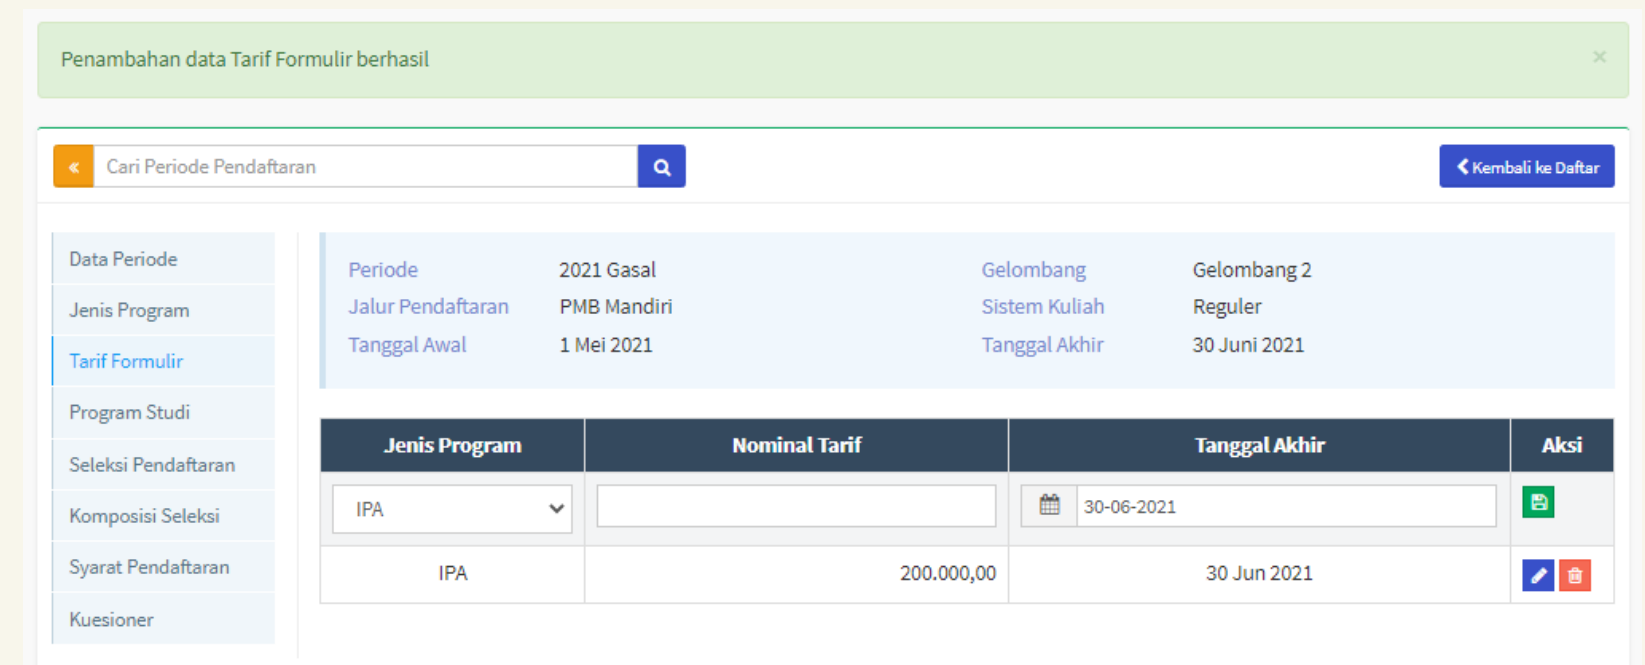 Penambahan data Tarif Formulir berhasil ×
« Cari Periode Pendaftaran Kembali ke Daftar
Data Periode
Jenis Program
Tarif Formulir
Program Studi
Seleksi Pendaftaran
Komposisi Seleksi
Syarat Pendaftaran
Kuesioner
Periode 2021 Gasal Gelombang Gelombang 2
Jalur Pendaftaran PMB Mandiri Sistem Kuliah Reguler
Tanggal Awal 1 Mei 2021 Tanggal Akhir 30 Juni 2021
Jenis Program Nominal Tarif Tanggal Akhir Aksi
IPA 30-06-2021
IPA 200.000,00 30 Jun 2021